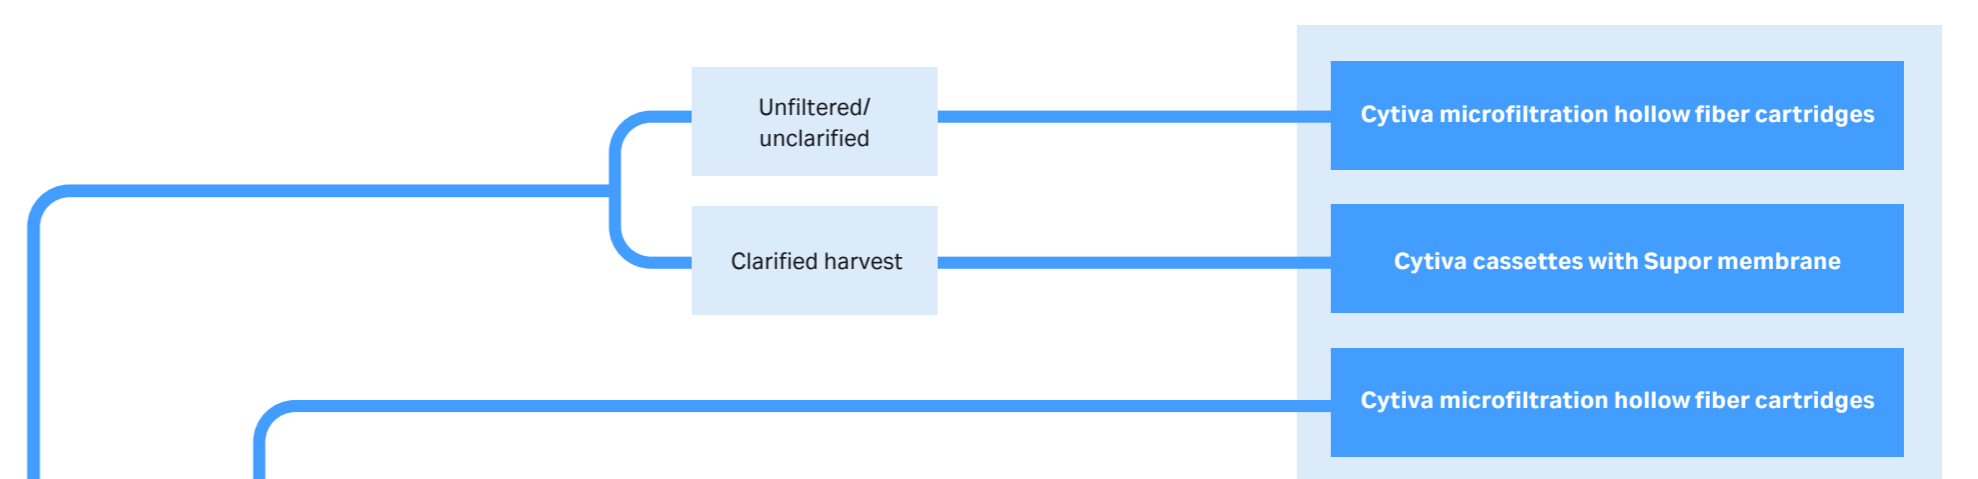 Unfiltered/
unclarified
Cytiva microfiltration hollow fiber cartridges
Clarified harvest
Cytiva cassettes with Supor membrane
Cytiva microfiltration hollow fiber cartridges